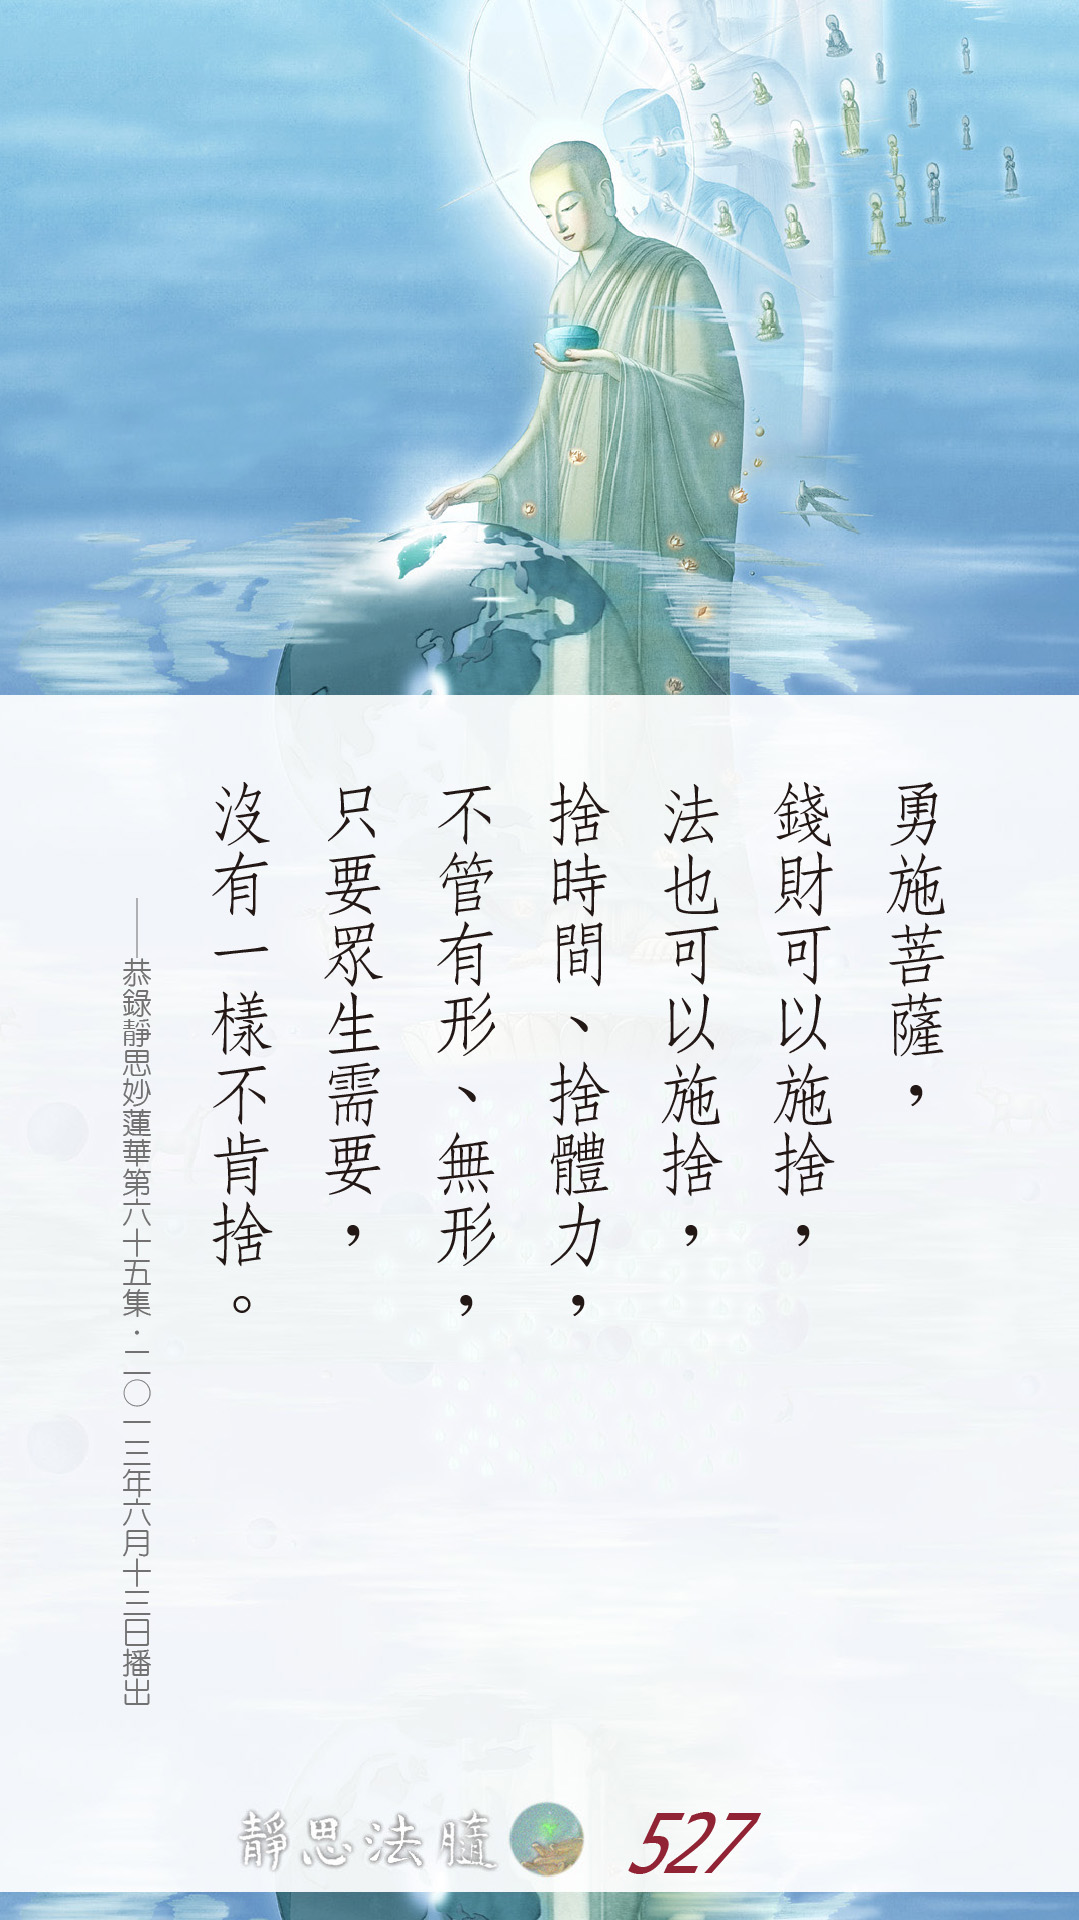 勇施菩薩，
錢財可以施捨，
法也可以施捨，
捨時間、捨體力，
不管有形、無形，
只要眾生需要，
沒有一樣不肯捨。
——恭錄靜思妙蓮華第六十五集．二〇一三年六月十三日播出
靜思法髓
527